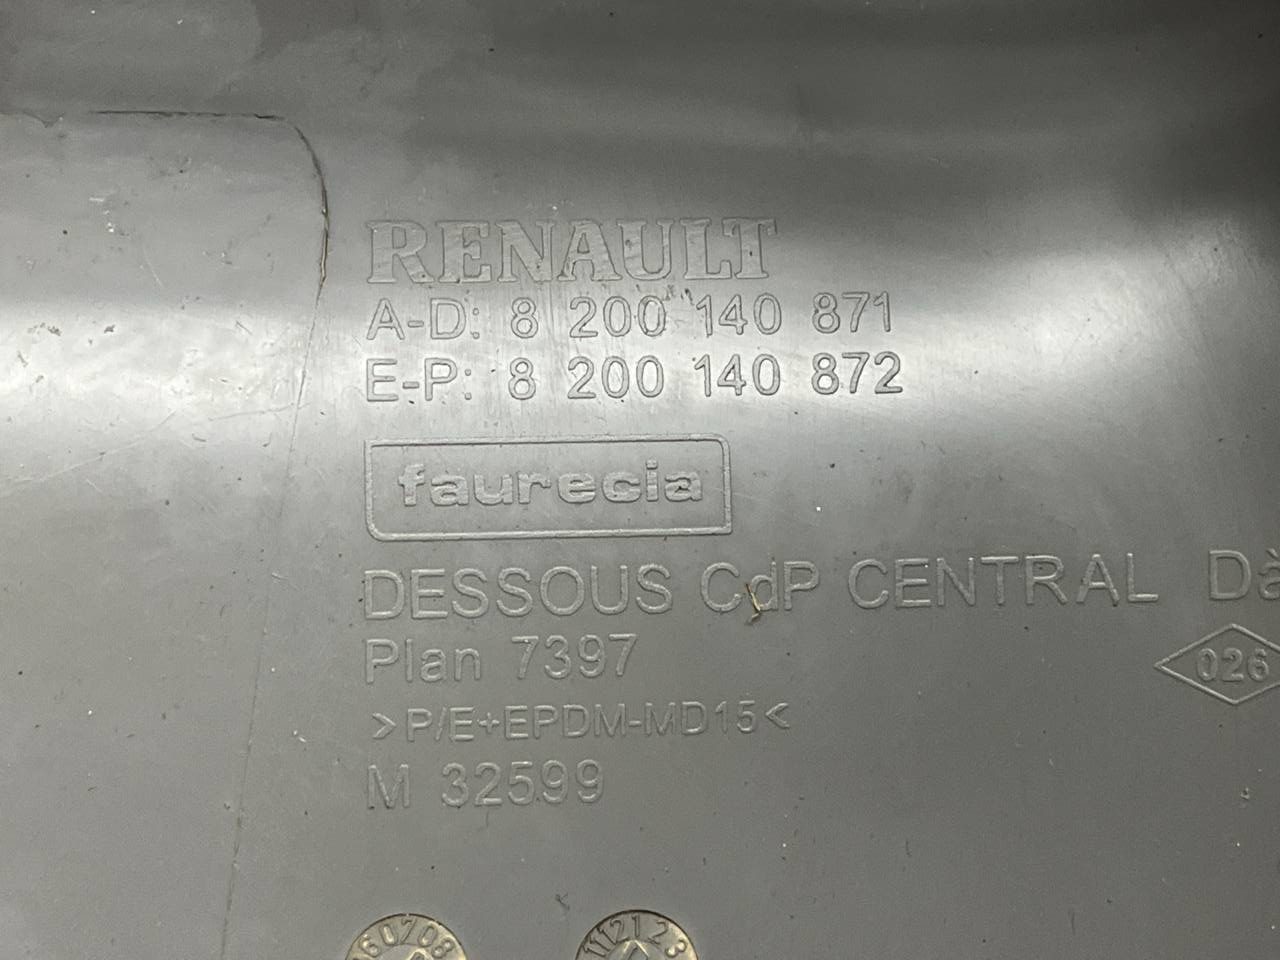 RENAULT
A-D: 8 200 140 871
E-P: 8 200 140 872
faurecia
DESSOUS CdP CENTRAL Dà
Plan 7397
026
>P/E+EPDM-MD15<
M 32599